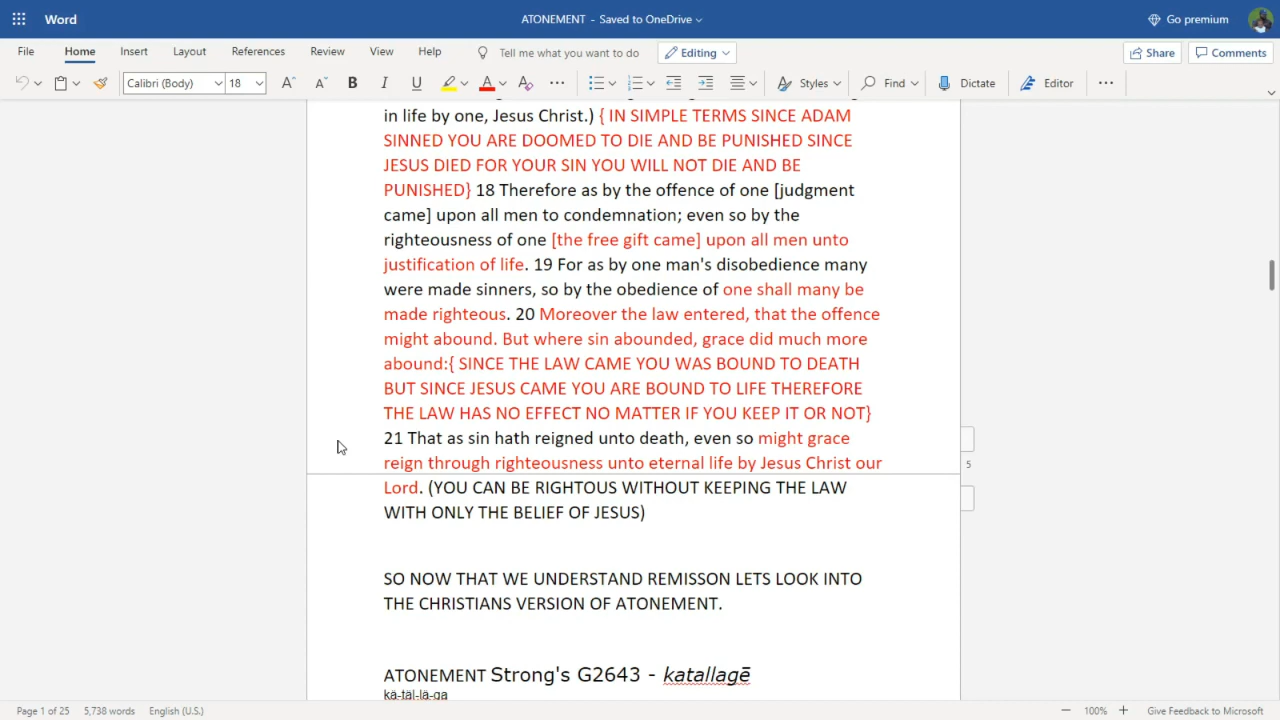 Word
ATONEMENT - Saved to OneDrive
Go premium
File Home Insert Layout References Review View Help Tell me what you want to do Editing Share Comments
Calibri (Body) 18 A A B I U A A Styles Find Dictate Editor
in life by one, Jesus Christ.) { IN SIMPLE TERMS SINCE ADAM
SINNED YOU ARE DOOMED TO DIE AND BE PUNISHED SINCE
JESUS DIED FOR YOUR SIN YOU WILL NOT DIE AND BE
PUNISHED} 18 Therefore as by the offence of one [judgment
came] upon all men to condemnation; even so by the
righteousness of one [the free gift came] upon all men unto
justification of life. 19 For as by one man's disobedience many
were made sinners, so by the obedience of one shall many be
made righteous. 20 Moreover the law entered, that the offence
might abound. But where sin abounded, grace did much more
abound:{ SINCE THE LAW CAME YOU WAS BOUND TO DEATH
BUT SINCE JESUS CAME YOU ARE BOUND TO LIFE THEREFORE
THE LAW HAS NO EFFECT NO MATTER IF YOU KEEP IT OR NOT}
21 That as sin hath reigned unto death, even so might grace
reign through righteousness unto eternal life by Jesus Christ our
5
Lord. (YOU CAN BE RIGHTOUS WITHOUT KEEPING THE LAW
WITH ONLY THE BELIEF OF JESUS)
SO NOW THAT WE UNDERSTAND REMISSON LETS LOOK INTO
THE CHRISTIANS VERSION OF ATONEMENT.
ATONEMENT Strong's G2643 - katallagē
kä-täl-lä-gā
Page 1 of 25 5,738 words English (U.S.) 100% Give Feedback to Microsoft